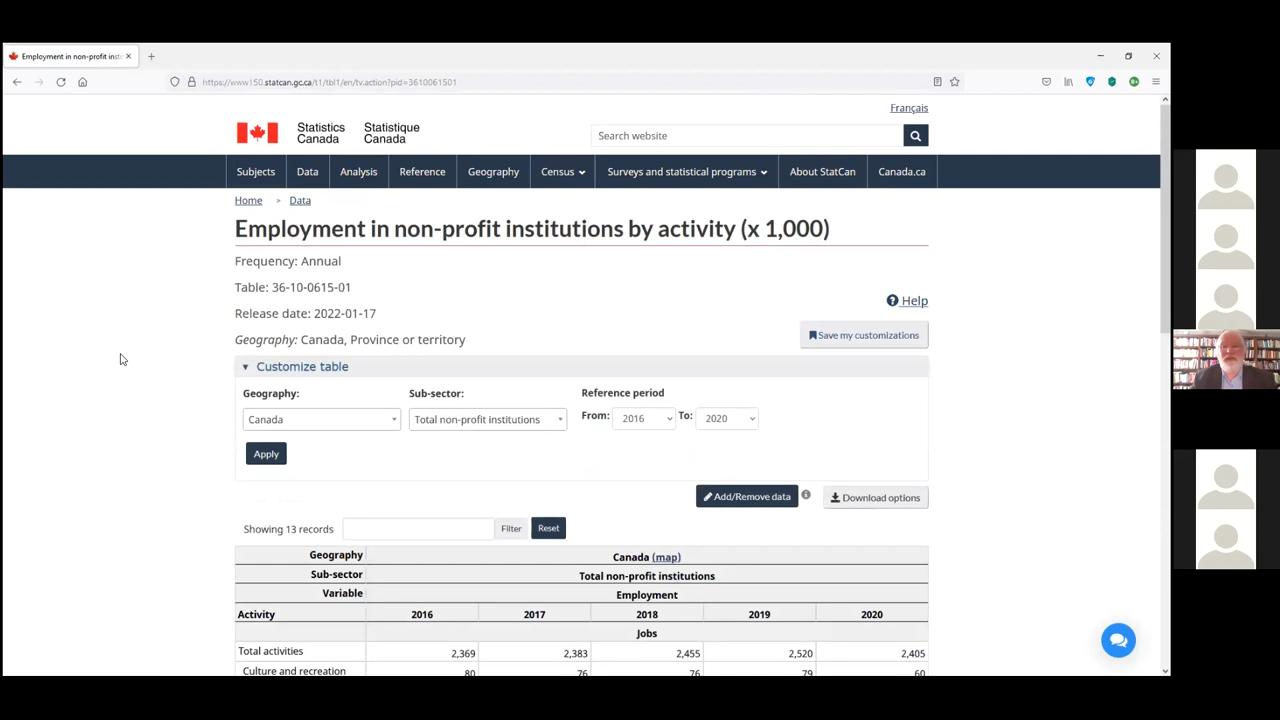 Employment in non-profit inst
https://www150.statcan.gc.ca/t1/tbl1/en/tv.action?pid=3610061501
Français
Statistics Canada
Statistique Canada
Search website
Subjects Data Analysis Reference Geography Census Surveys and statistical programs About StatCan Canada.ca
Home > Data
Employment in non-profit institutions by activity (x 1,000)
Frequency: Annual
Table: 36-10-0615-01
Release date: 2022-01-17
Help
Geography: Canada, Province or territory
Save my customizations
Customize table
Geography: Sub-sector: Reference period
Canada Total non-profit institutions From: 2016 To: 2020
Apply
Add/Remove data Download options
Showing 13 records Filter Reset
Geography Canada (map)
Sub-sector Total non-profit institutions
Variable Employment
Activity 2016 2017 2018 2019 2020
Jobs
Total activities 2,369 2,383 2,455 2,520 2,405
Culture and recreation 80 76 76 79 60